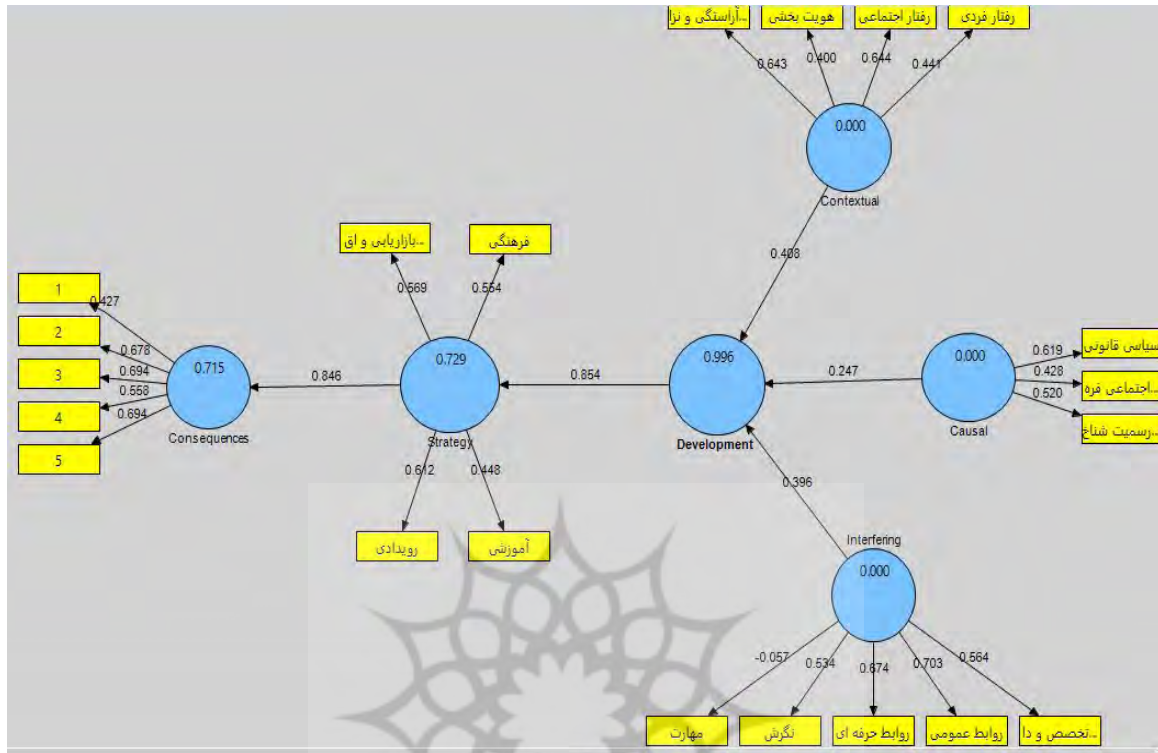 ...آراستگی و نزا
هویت بخشی
رفتار اجتماعی
رفتار فردی
0.643
0.400
0.644
0.441
0.000
Contextual
0.408
...بازاریابی و اق
فرهنگی
0.569
0.554
1
2
3
4
5
0.427
0.678
0.694
0.558
0.694
0.715
Consequences
0.846
0.729
Strategy
0.854
0.996
Development
0.247
0.000
Causal
0.619
0.428
0.520
سیاسی قانونی
...اجتماعی فره
...رسمیت شناخ
0.612
0.448
رویدادی
آموزشی
0.396
Interfering
0.000
-0.057
0.534
0.674
0.703
0.564
مهارت
نگرش
روابط حرفه ای
روابط عمومی
...تخصص و دا